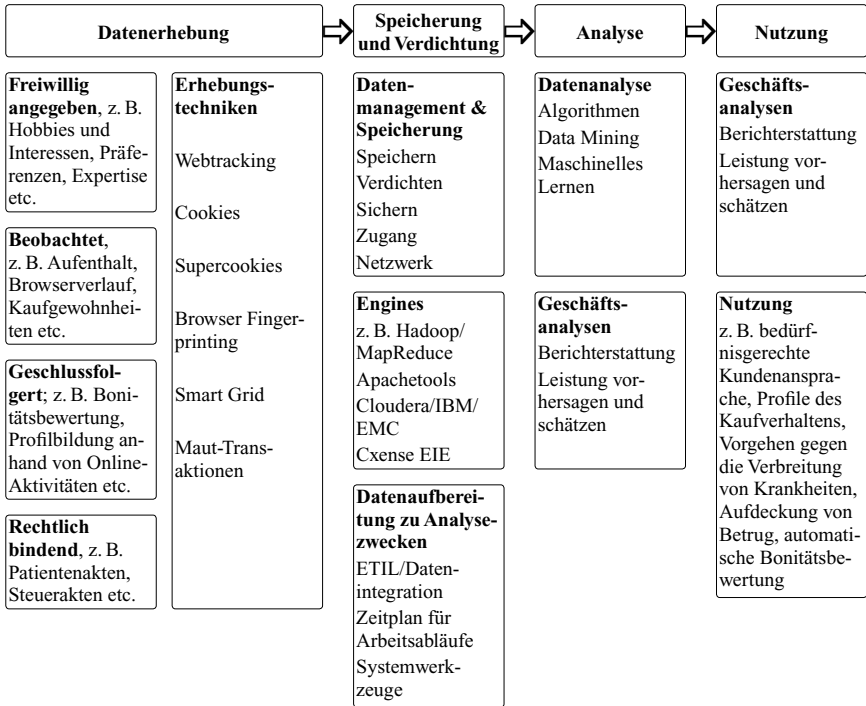 Datenerhebung
Speicherung
und Verdichtung
Analyse
Nutzung
Freiwillig
angegeben, z. B.
Hobbies und
Interessen, Präfe-
renzen, Expertise
etc.
Beobachtet,
z. B. Aufenthalt,
Browserverlauf,
Kaufgewohnhei-
ten etc.
Geschlussfol-
gert; z. B. Boni-
tätsbewertung,
Profilbildung an-
hand von Online-
Aktivitäten etc.
Rechtlich
bindend, z. B.
Patientenakten,
Steuerakten etc.
Erhebungs-
techniken
Webtracking
Cookies
Supercookies
Browser Finger-
printing
Smart Grid
Maut-Trans-
aktionen
Daten-
management &
Speicherung
Speichern
Verdichten
Sichern
Zugang
Netzwerk
Engines
z. B. Hadoop/
MapReduce
Apachetools
Cloudera/IBM/
EMC
Cxense EIE
Datenaufberei-
tung zu Analyse-
zwecken
ETIL/Daten-
integration
Zeitplan für
Arbeitsabläufe
Systemwerk-
zeuge
Datenanalyse
Algorithmen
Data Mining
Maschinelles
Lernen
Geschäfts-
analysen
Berichterstattung
Leistung vor-
hersagen und
schätzen
Geschäfts-
analysen
Berichterstattung
Leistung vor-
hersagen und
schätzen
Nutzung
z. B. bedürf-
nisgerechte
Kundenanspra-
che, Profile des
Kaufverhaltens,
Vorgehen gegen
die Verbreitung
von Krankheiten,
Aufdeckung von
Betrug, automati-
sche Bonitätsbe-
wertung